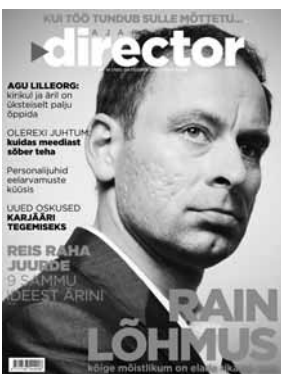 KUI TÖÖ TUNDUB SULLE MÕTTETU...
AJAKIRI
director
AGU LILLEORG:
kirikul ja äril on
üksteiselt palju
õppida
OLEREXI JUHTUM:
kuidas meediast
sõber teha
Personalijuhid
eelarvamuste
küüsis
UUED OSKUSED
KARJÄÄRI
TEGEMISEKS
REIS RAHA
JUURDE
9 SAMMU
IDEEST ÄRINI
RAIN
LÕHMUS
kõige mõistlikum on elada